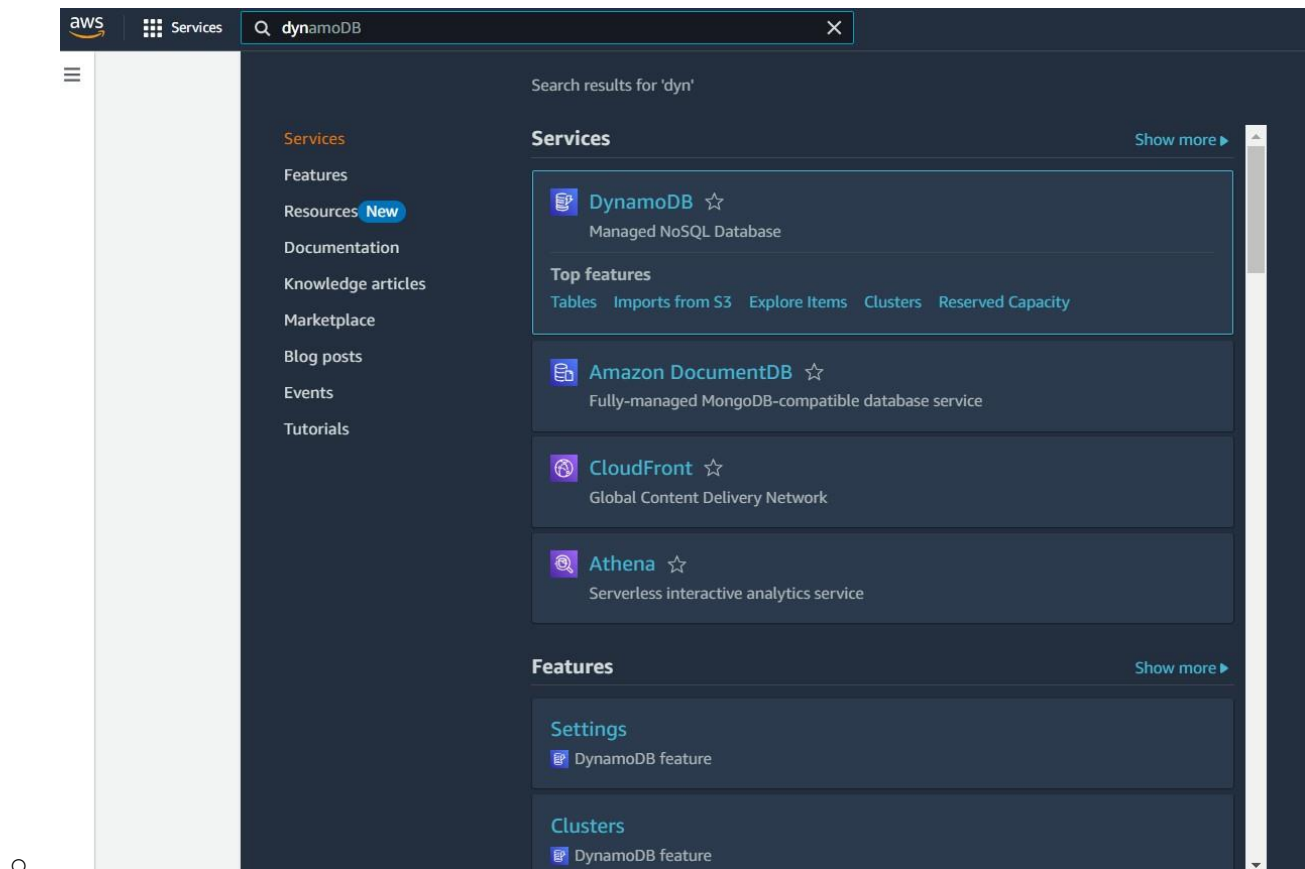 aws Services dynamoDB
Search results for 'dyn'
Services
Features
Resources New
Documentation
Knowledge articles
Marketplace
Blog posts
Events
Tutorials
Services Show more
DynamoDB
Managed NoSQL Database
Top features
Tables Imports from S3 Explore Items Clusters Reserved Capacity
Amazon DocumentDB
Fully-managed MongoDB-compatible database service
CloudFront
Global Content Delivery Network
Athena
Serverless interactive analytics service
Features Show more
Settings
DynamoDB feature
Clusters
DynamoDB feature